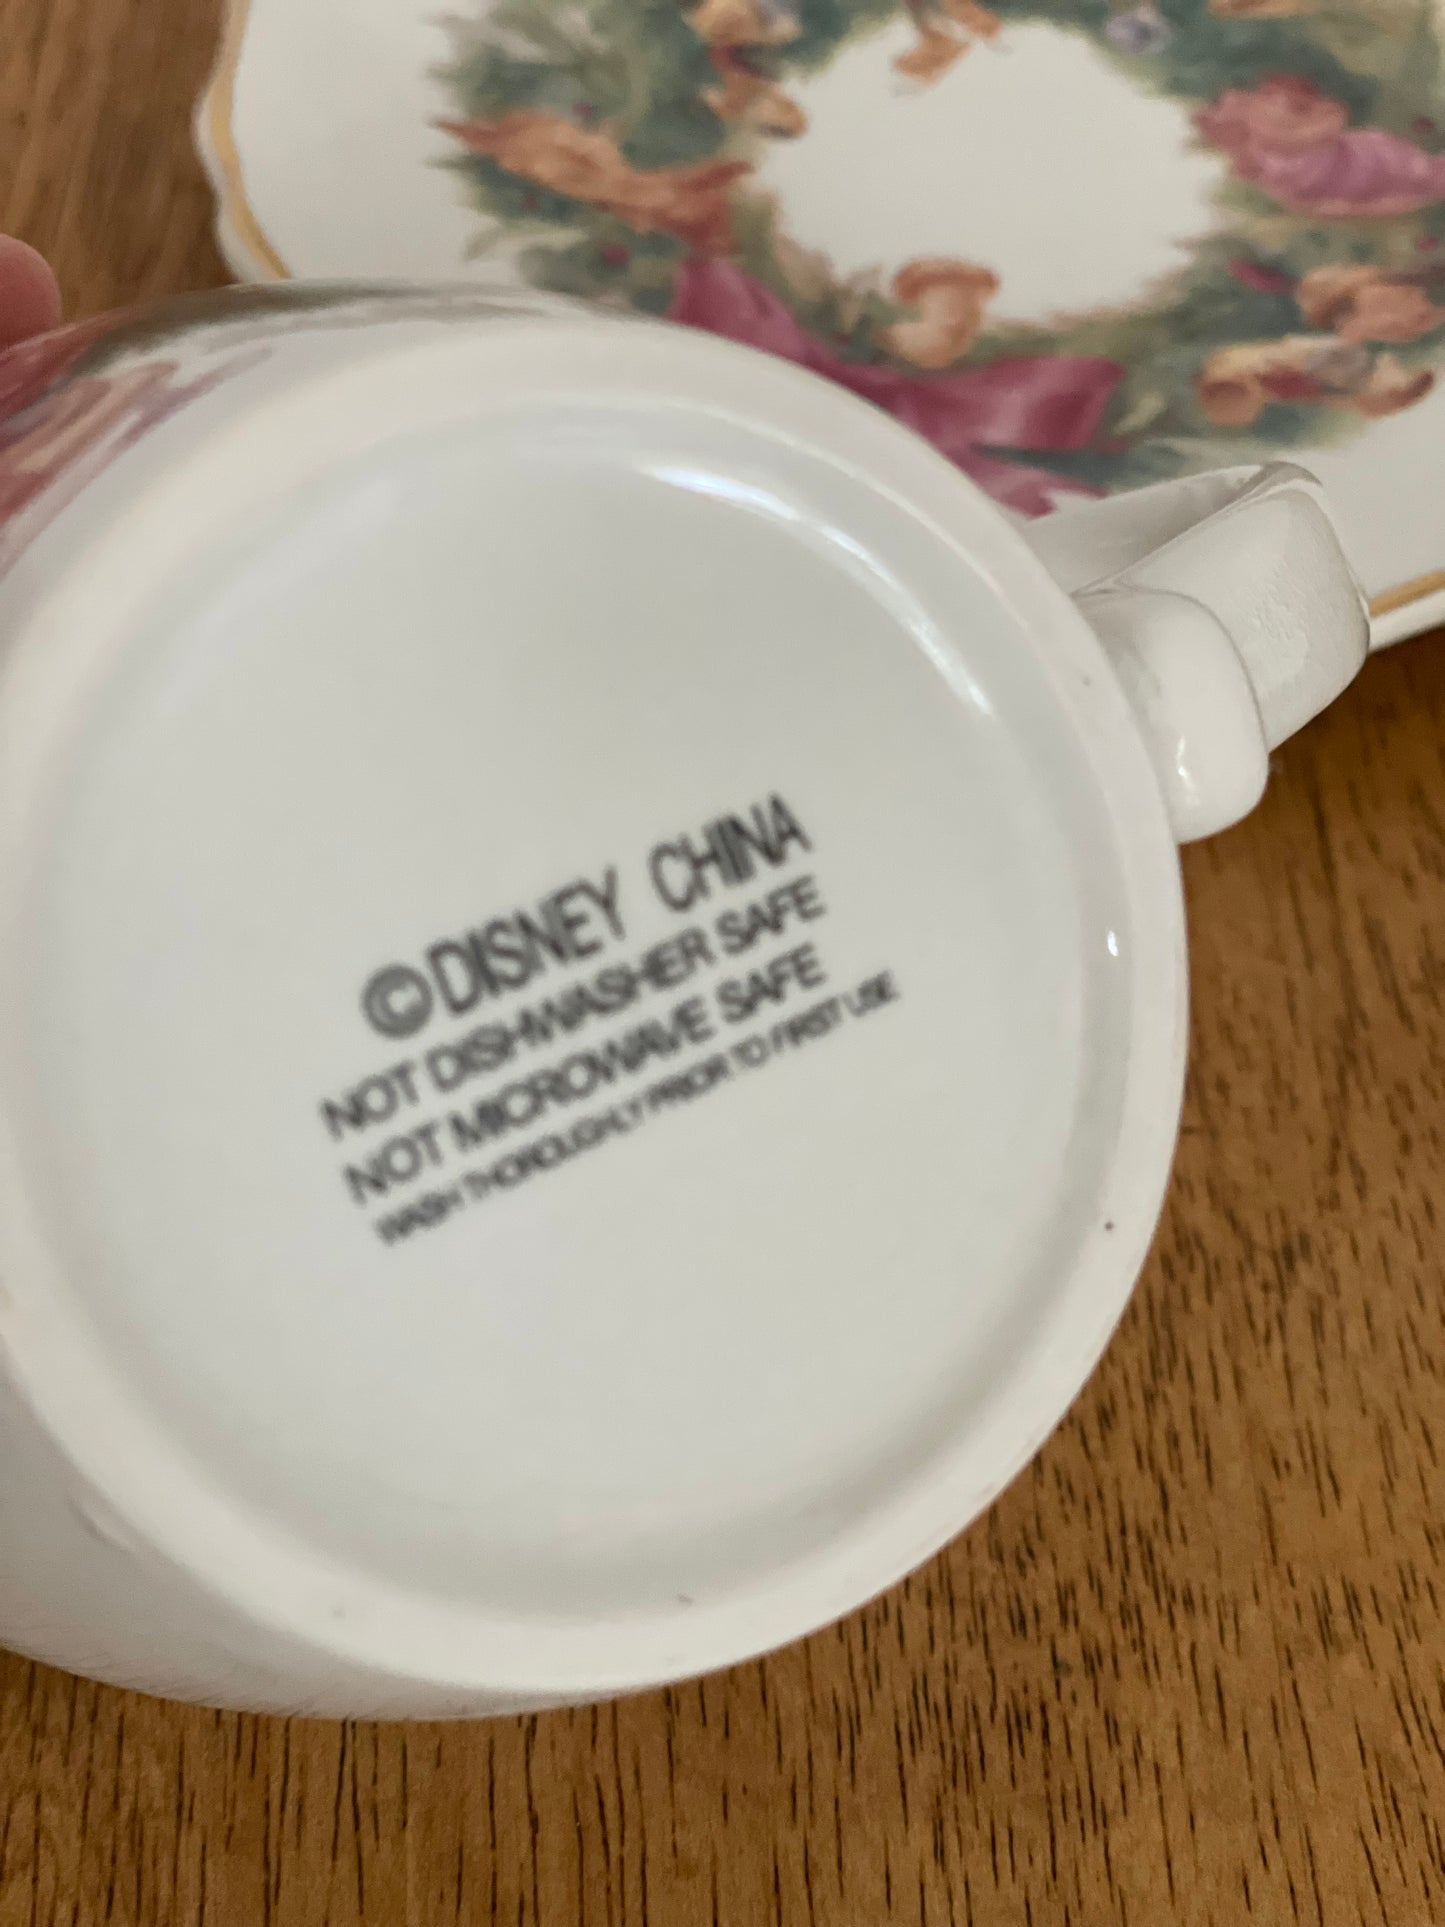 ©DISNEY CHINA
NOT DISHWASHER SAFE
NOT MICROWAVE SAFE
WASH THOROUGHLY PRIOR TO FIRST USE